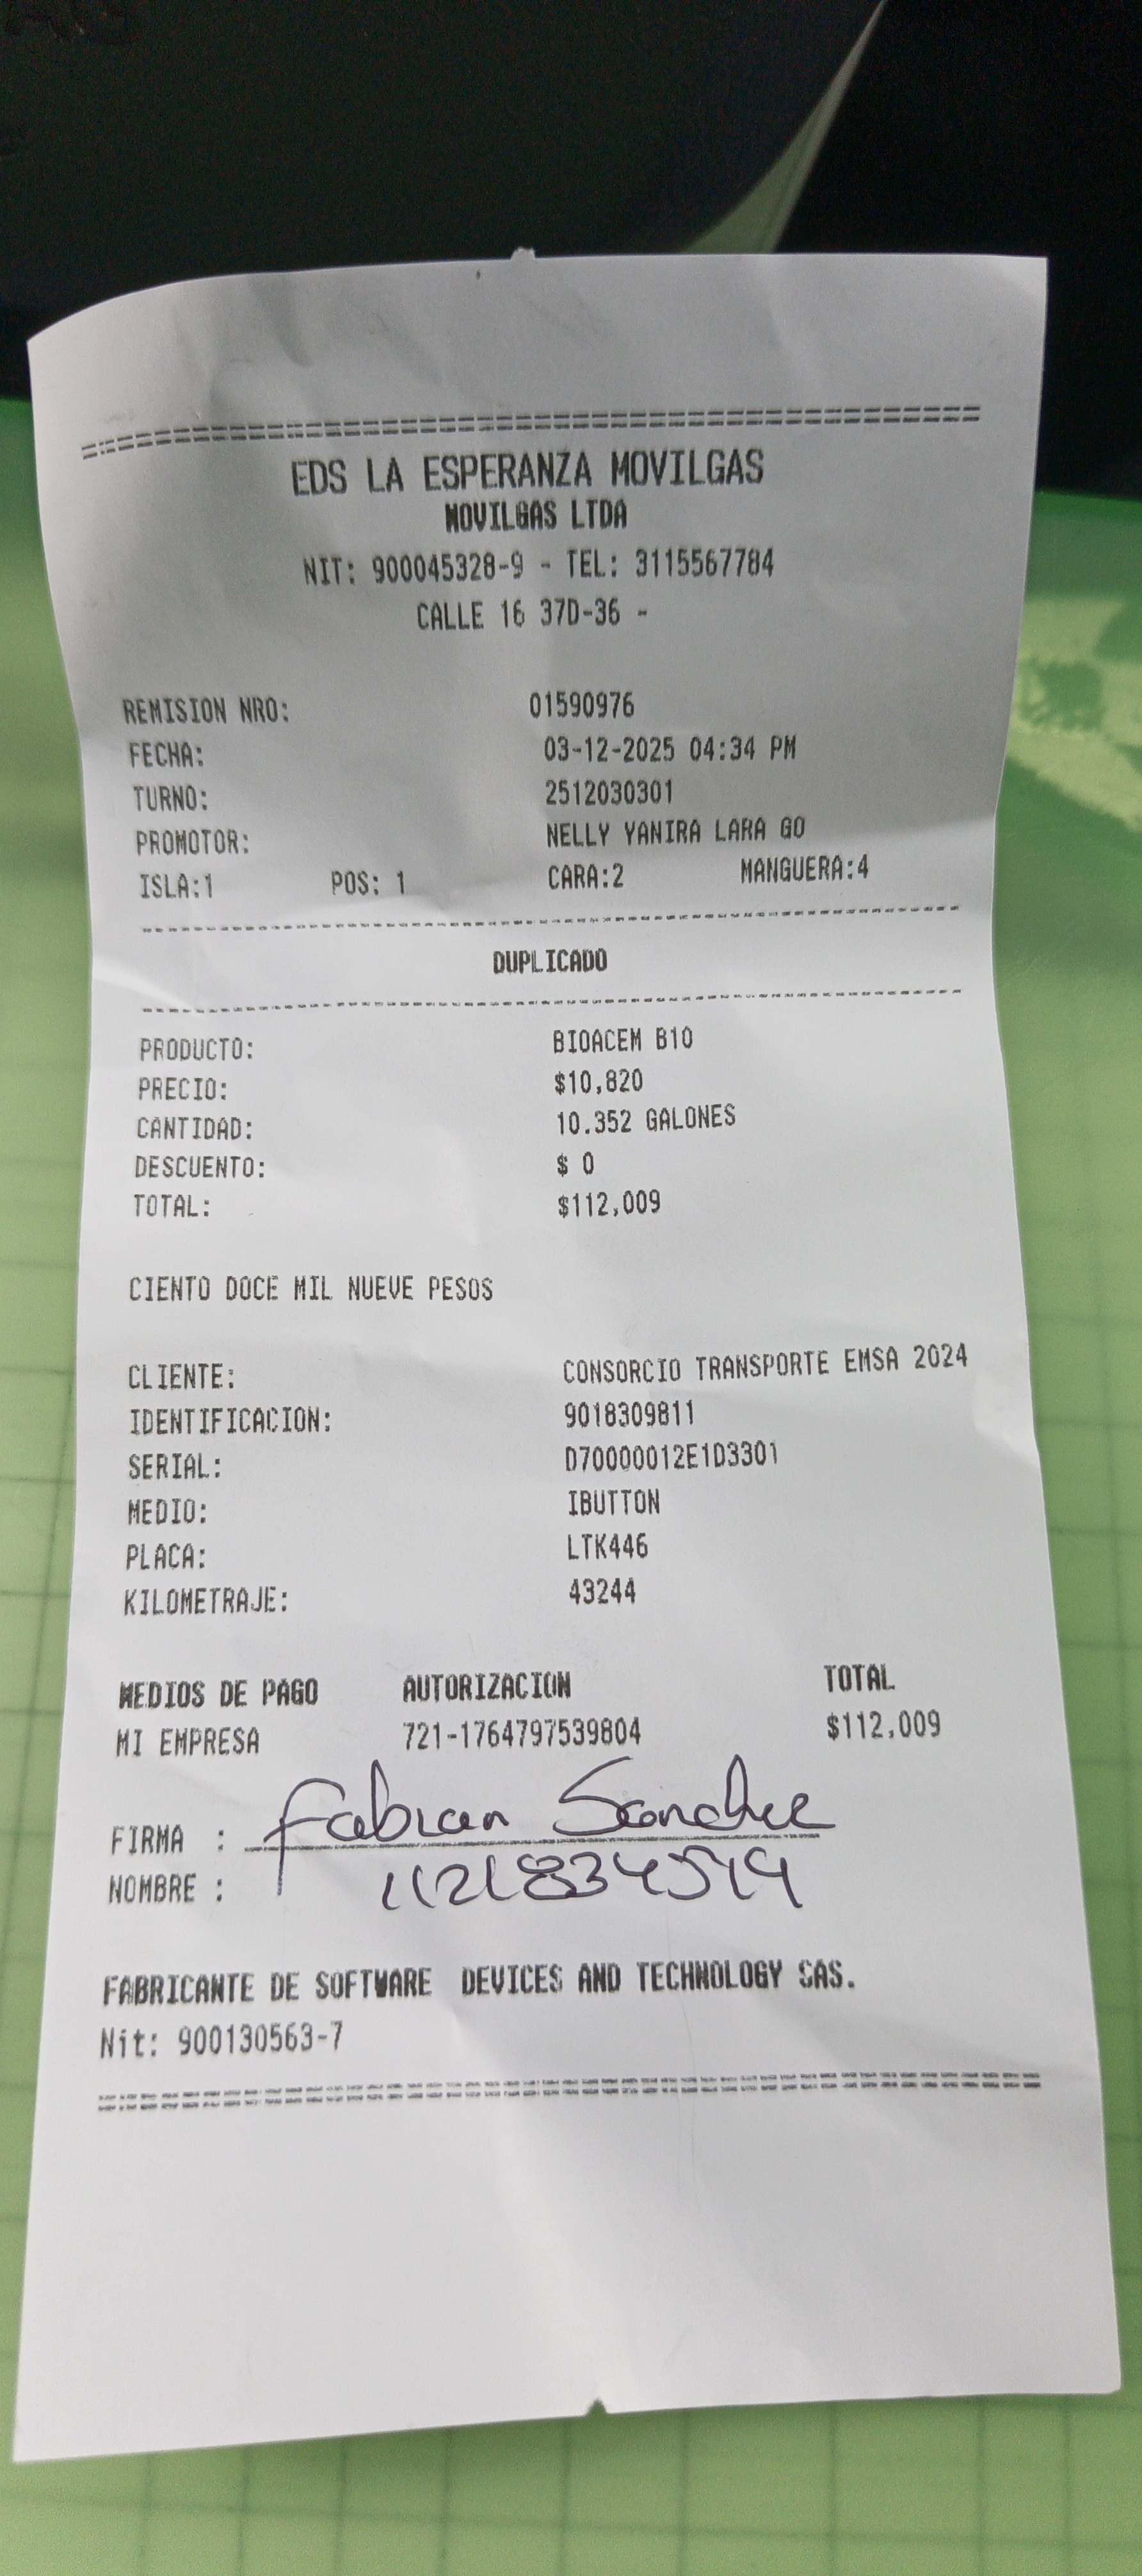 EDS LA ESPERANZA MOVILGAS
MOVILGAS LTDA
NIT: 900045328-9 - TEL: 3115567784
CALLE 16 37D-36 -
REMISION NRO: 01590976
FECHA: 03-12-2025 04:34 PM
TURNO: 2512030301
PROMOTOR: NELLY YANIRA LARA GO
ISLA:1 POS: 1 CARA:2 MANGUERA:4
DUPLICADO
PRODUCTO: BIOACEM B10
PRECIO: $10,820
CANTIDAD: 10.352 GALONES
DESCUENTO: $ 0
TOTAL: $112,009
CIENTO DOCE MIL NUEVE PESOS
CLIENTE: CONSORCIO TRANSPORTE EMSA 2024
IDENTIFICACION: 9018309811
SERIAL: D70000012E1D3301
MEDIO: IBUTTON
PLACA: LTK446
KILOMETRAJE: 43244
MEDIOS DE PAGO AUTORIZACION TOTAL
MI EMPRESA 721-1764797539804 $112,009
FIRMA : Fabian Sanchez
NOMBRE :
FABRICANTE DE SOFTWARE DEVICES AND TECHNOLOGY SAS.
Nit: 900130563-7